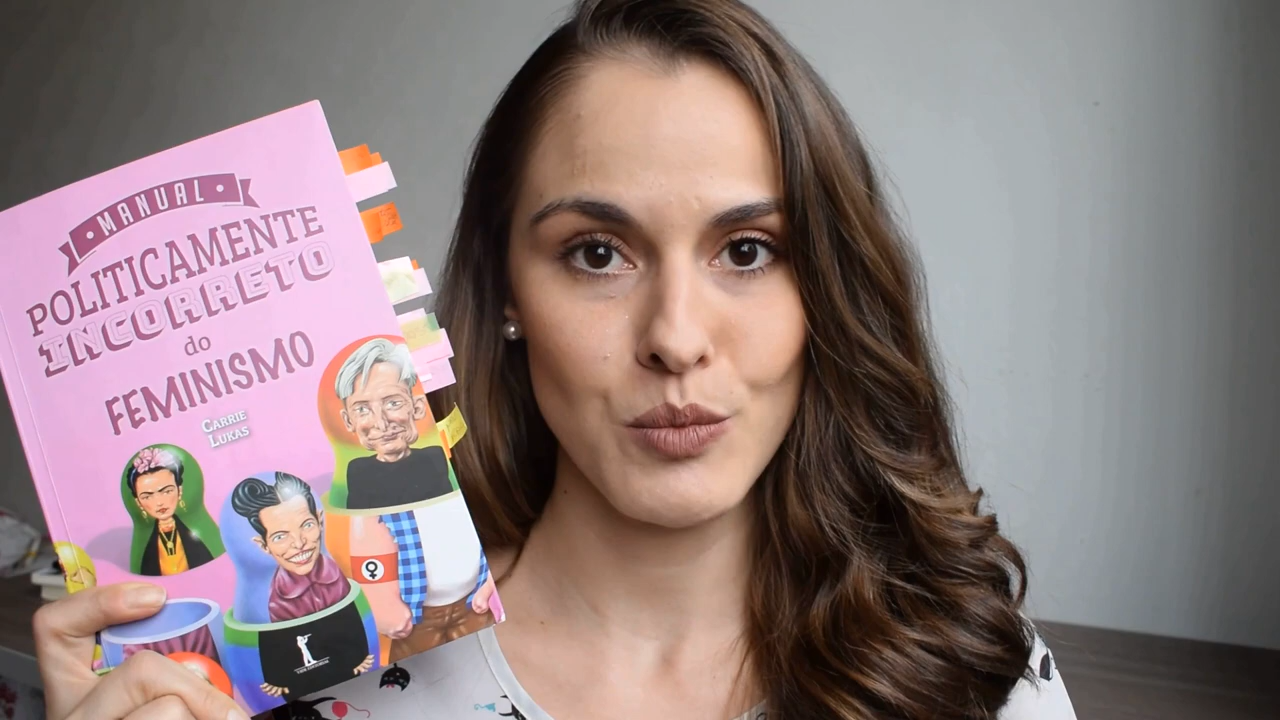 MANUAL
POLITICAMENTE
INCORRETO
do
FEMINISMO
CARRIE
LUKAS